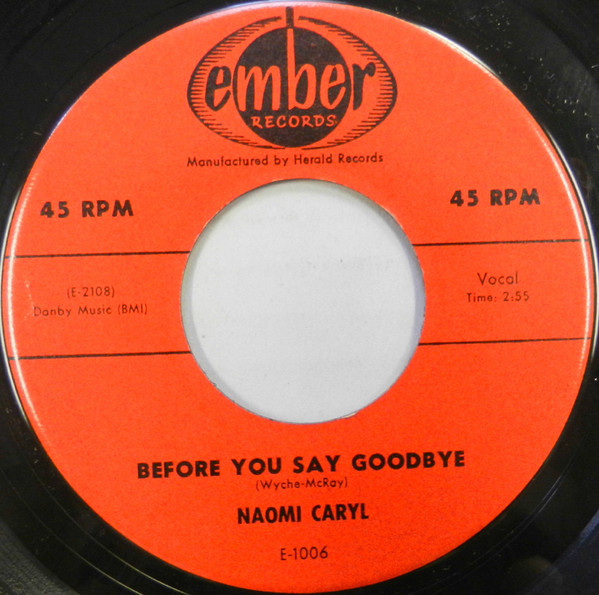 ember
RECORDS
Manufactured by Herald Records
45 RPM
45 RPM
(E-2108)
Danby Music (BMI)
Vocal
Time: 2:55
BEFORE YOU SAY GOODBYE
(Wyche-McRay)
NAOMI CARYL
E-1006